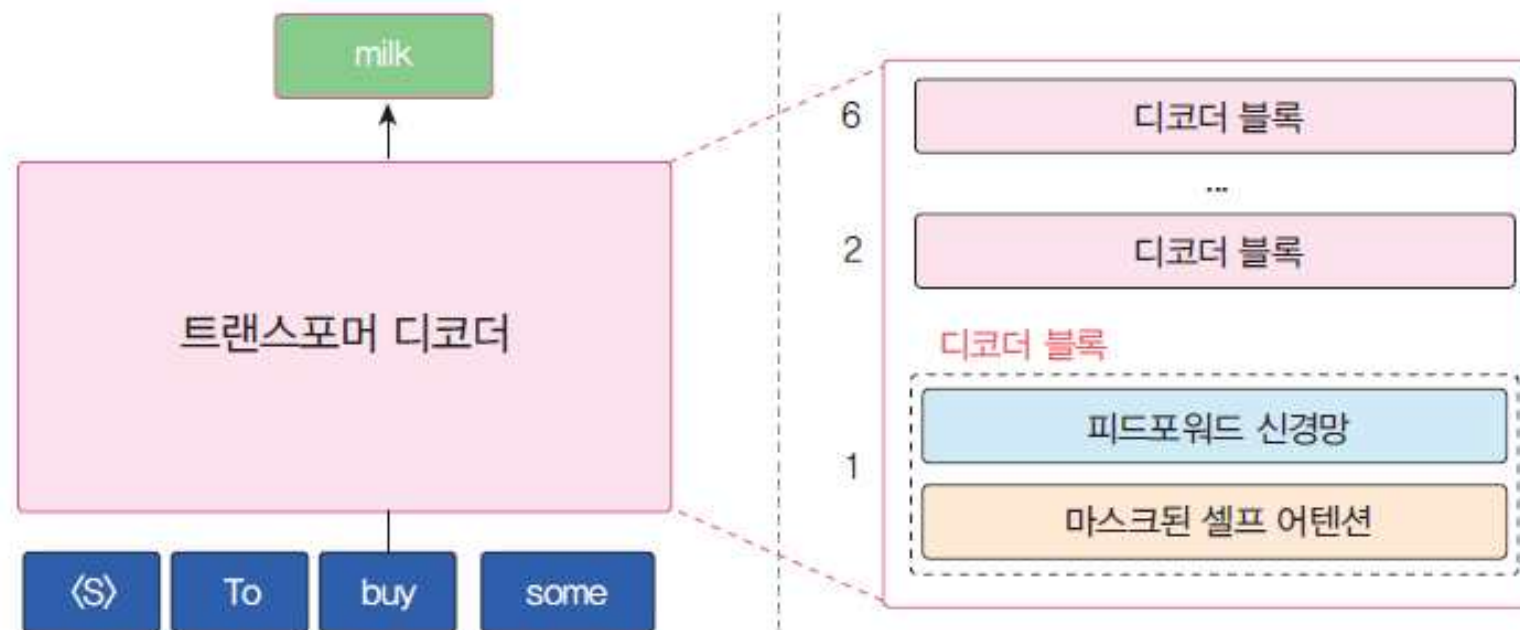 milk
트랜스포머 디코더
〈S〉 To buy some
6 디코더 블록
...
2 디코더 블록
디코더 블록
1
피드포워드 신경망
마스크된 셀프 어텐션